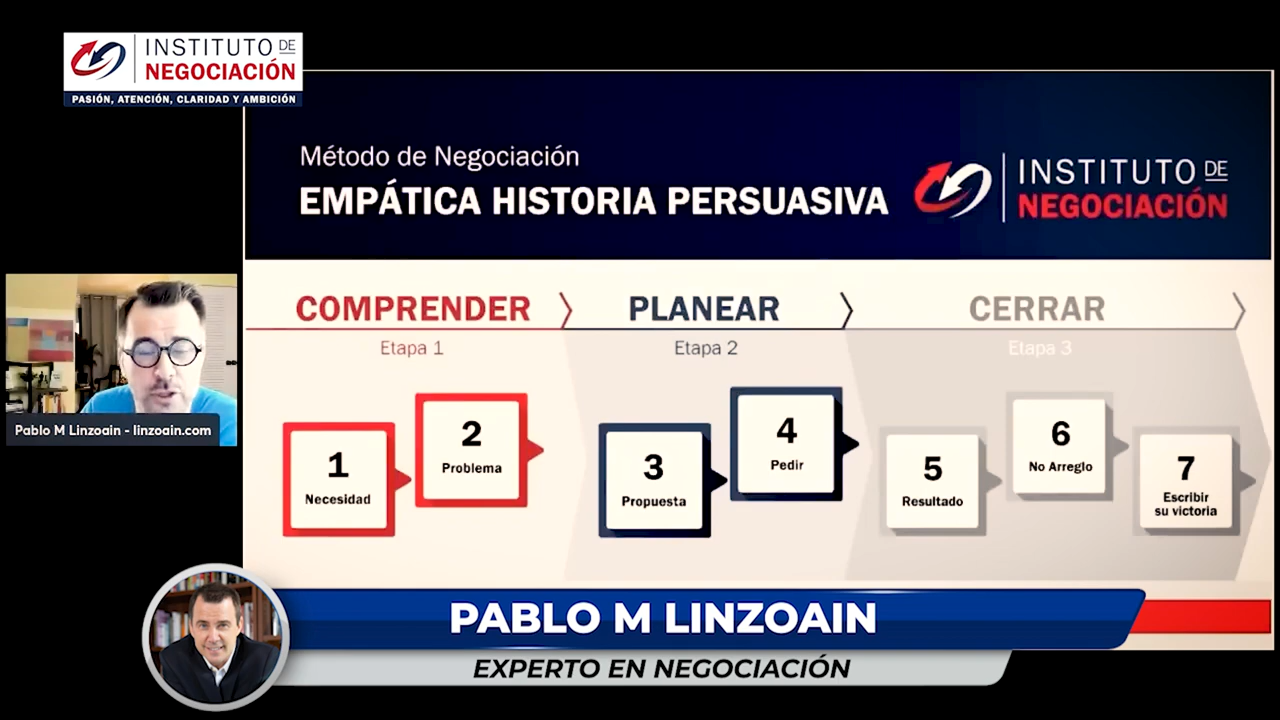 INSTITUTO DE
NEGOCIACIÓN
PASIÓN, ATENCIÓN, CLARIDAD Y AMBICIÓN
Método de Negociación
EMPÁTICA HISTORIA PERSUASIVA
INSTITUTO DE
NEGOCIACIÓN
COMPRENDER
PLANEAR
CERRAR
Etapa 1
Etapa 2
Etapa 3
1
Necesidad
2
Problema
3
Propuesta
4
Pedir
5
Resultado
6
No Arreglo
7
Escribir
su victoria
Pablo M Linzoain - linzoain.com
PABLO M LINZOAIN
EXPERTO EN NEGOCIACIÓN